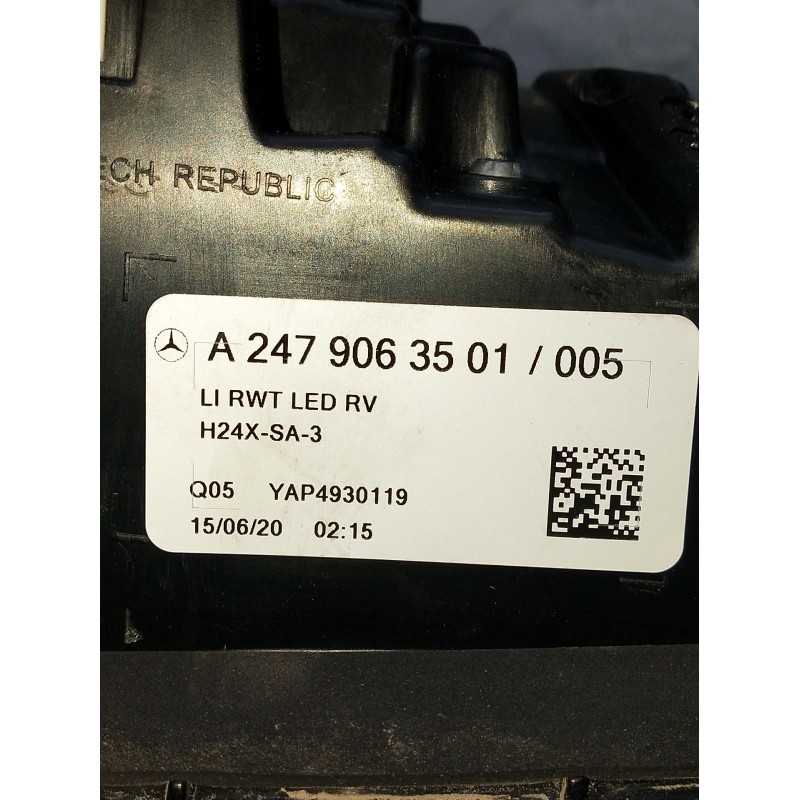 ECH REPUBLIC
A 247 906 35 01 / 005
LI RWT LED RV
H24X-SA-3
Q05 YAP4930119
15/06/20 02:15